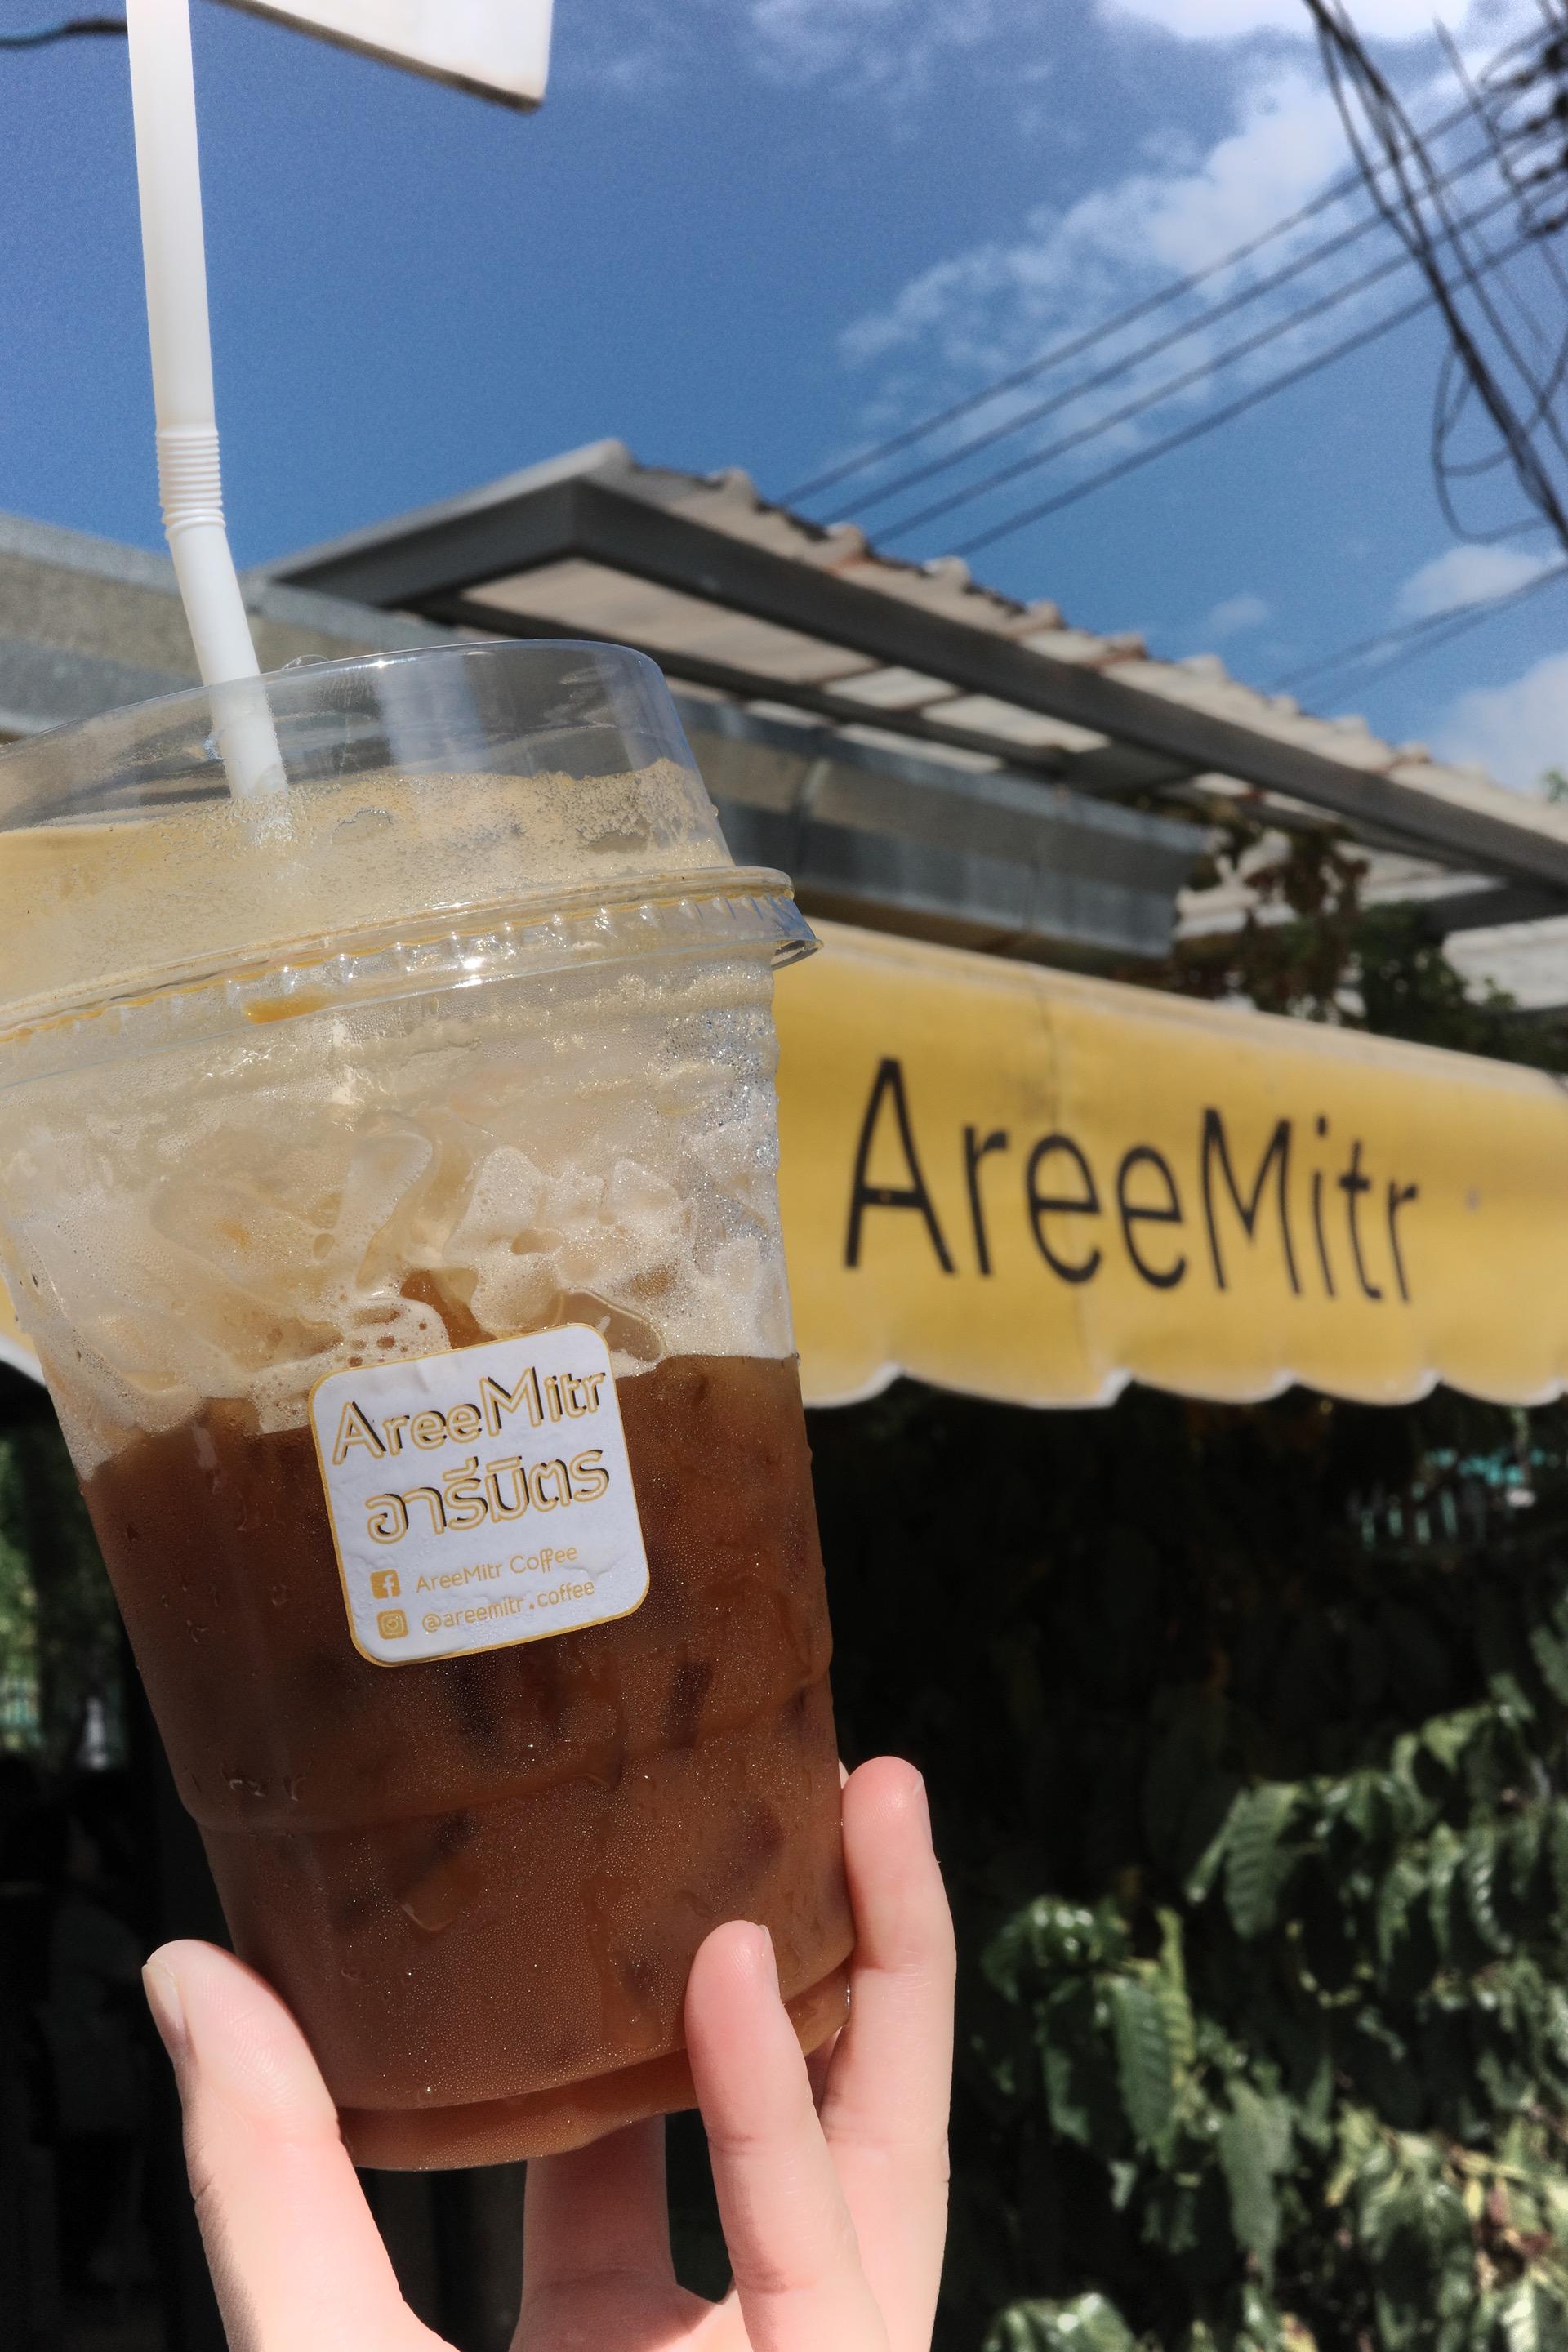 AreeMitr
AreeMitr
อารีมิตร
AreeMitr Coffee
@areemitr.coffee